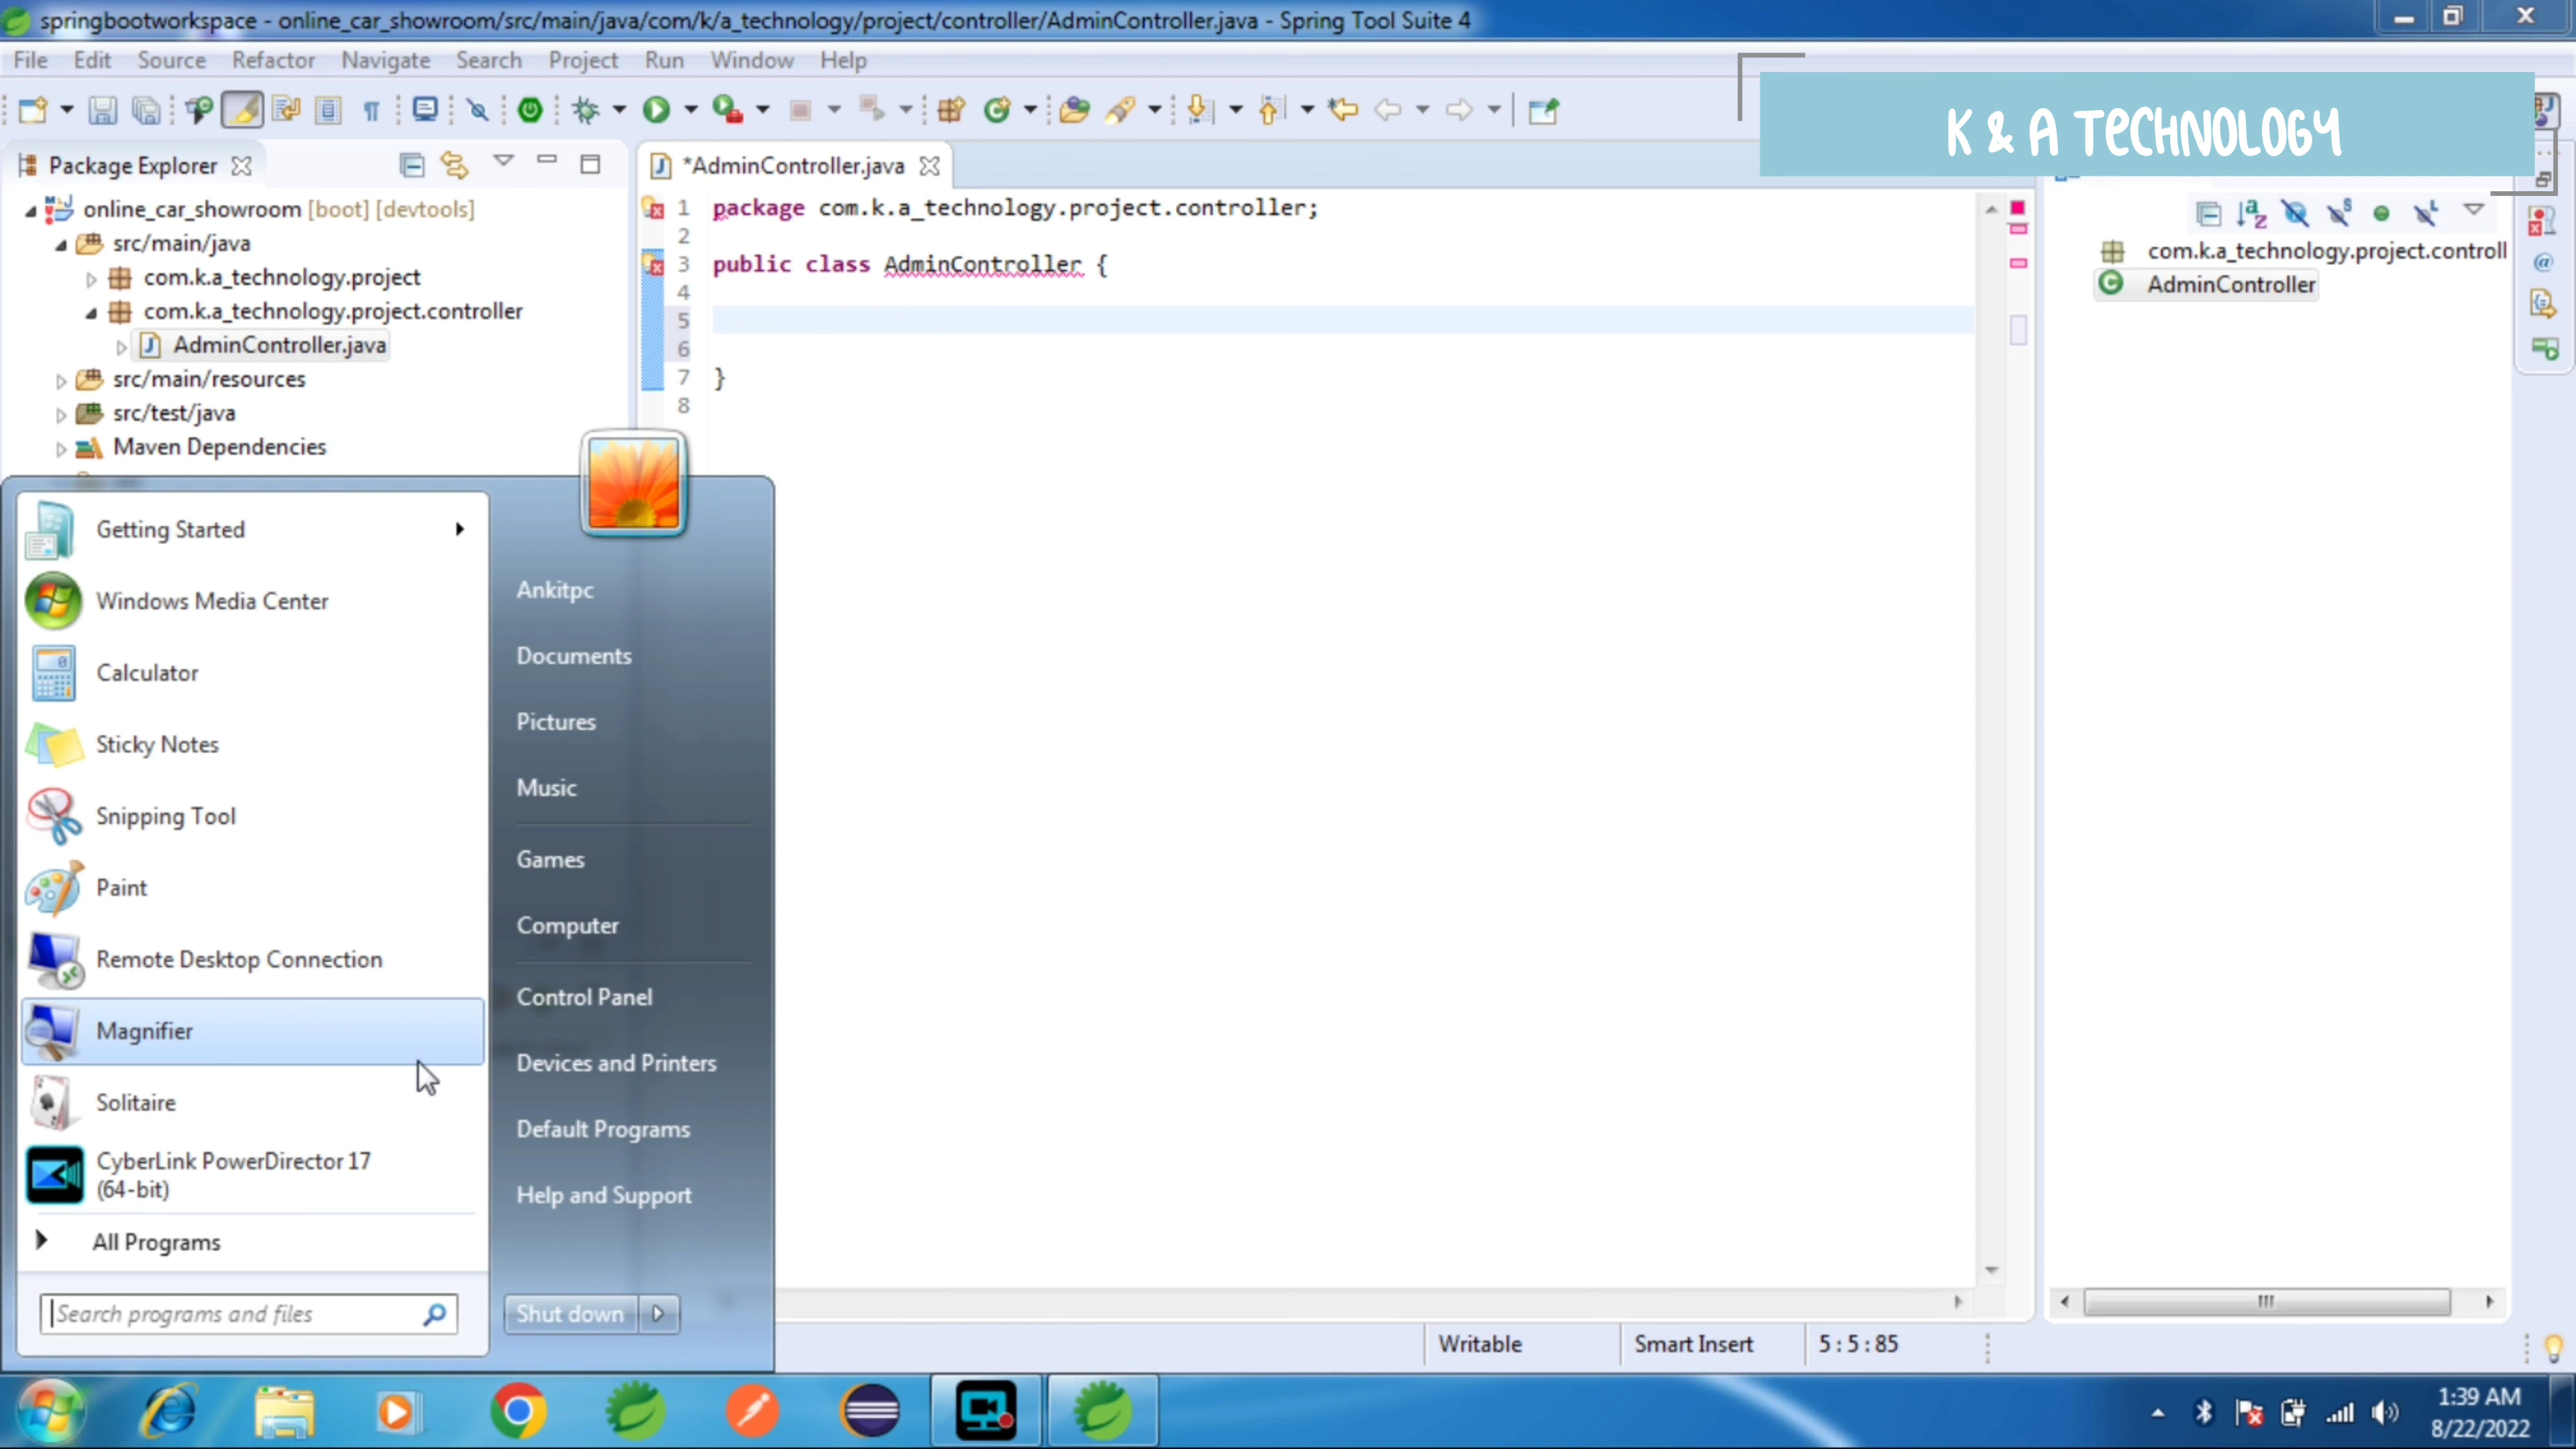 springbootworkspace - online_car_showroom/src/main/java/com/k/a_technology/project/controller/AdminController.java - Spring Tool Suite 4
File Edit Source Refactor Navigate Search Project Run Window Help
K & A TECHNOLOGY
Package Explorer
*AdminController.java
online_car_showroom [boot] [devtools]
src/main/java
com.k.a_technology.project
com.k.a_technology.project.controller
AdminController.java
src/main/resources
src/test/java
Maven Dependencies
1 package com.k.a_technology.project.controller;
2
3 public class AdminController {
4
5
6
7 }
8
com.k.a_technology.project.controll
AdminController
Getting Started
Windows Media Center
Calculator
Sticky Notes
Snipping Tool
Paint
Remote Desktop Connection
Magnifier
Solitaire
CyberLink PowerDirector 17
(64-bit)
All Programs
Search programs and files
Ankitpc
Documents
Pictures
Music
Games
Computer
Control Panel
Devices and Printers
Default Programs
Help and Support
Shut down
Writable Smart Insert 5 : 5 : 85
1:39 AM
8/22/2022